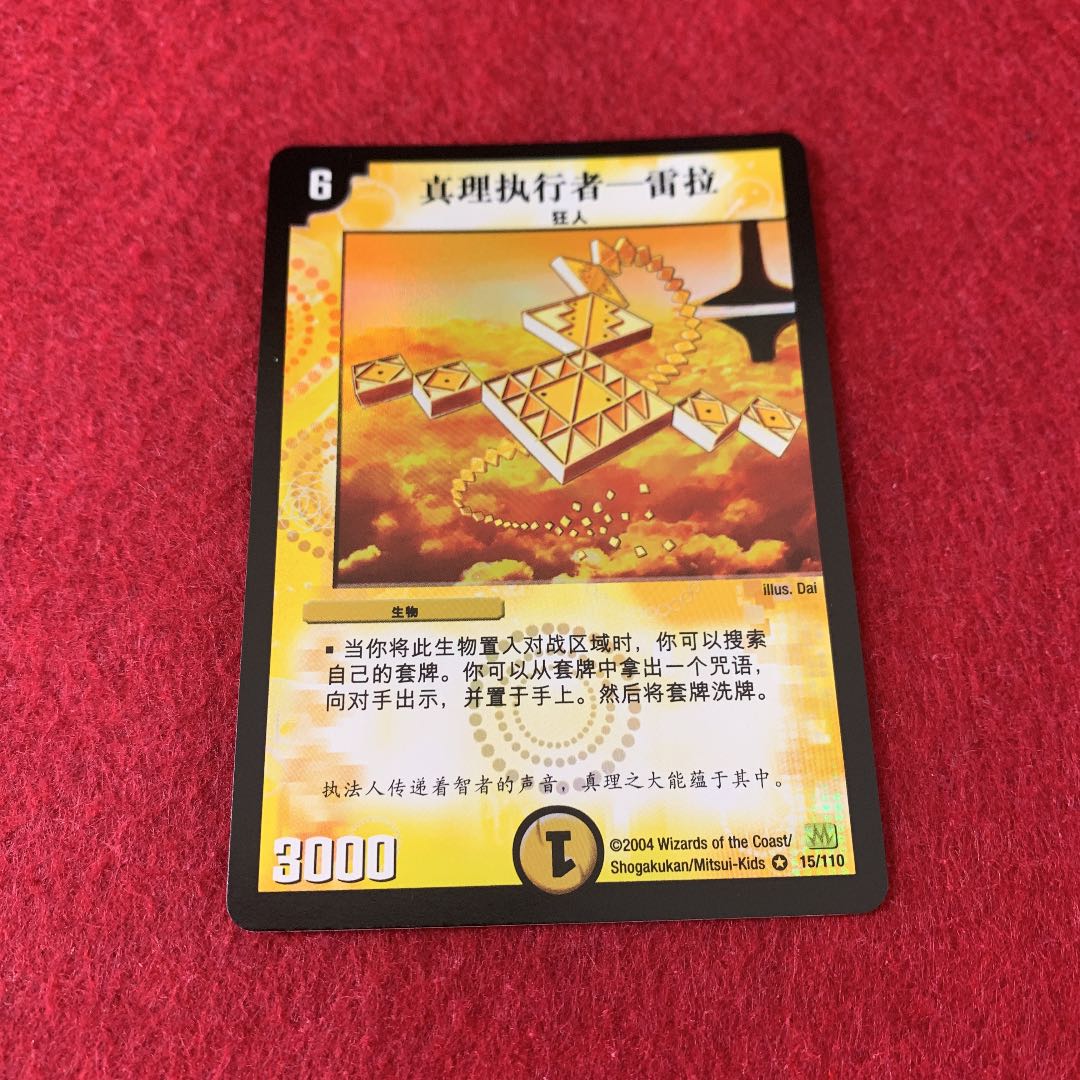 6
真理执行者—雷拉
狂人
illus. Dai
生物
■ 当你将此生物置入对战区域时，你可以搜索
自己的套牌。你可以从套牌中拿出一个咒语，
向对手出示，并置于手上。然后将套牌洗牌。
执法人传递着智者的声音，真理之大能蕴于其中。
3000
1
©2004 Wizards of the Coast/
Shogakukan/Mitsui-Kids ✪ 15/110